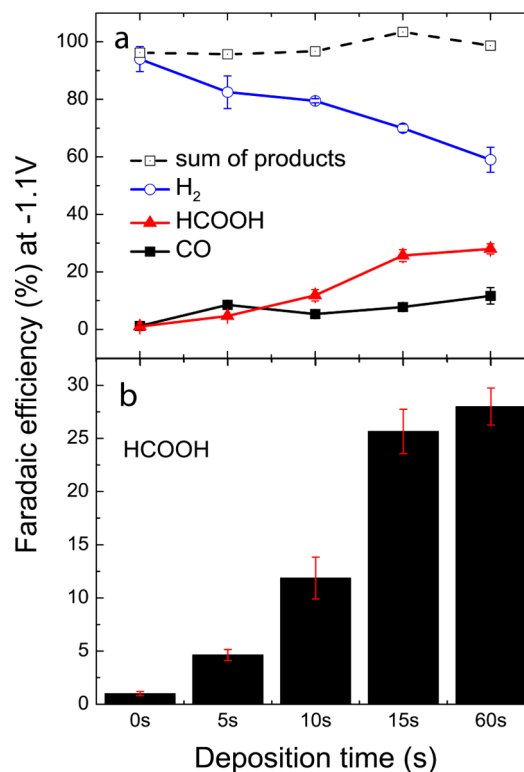 Faradaic efficiency (%) at -1.1V
a
100
80
60
40
20
0
sum of products
H₂
HCOOH
CO
b
HCOOH
30
25
20
15
10
5
0
0s 5s 10s 15s 60s
Deposition time (s)